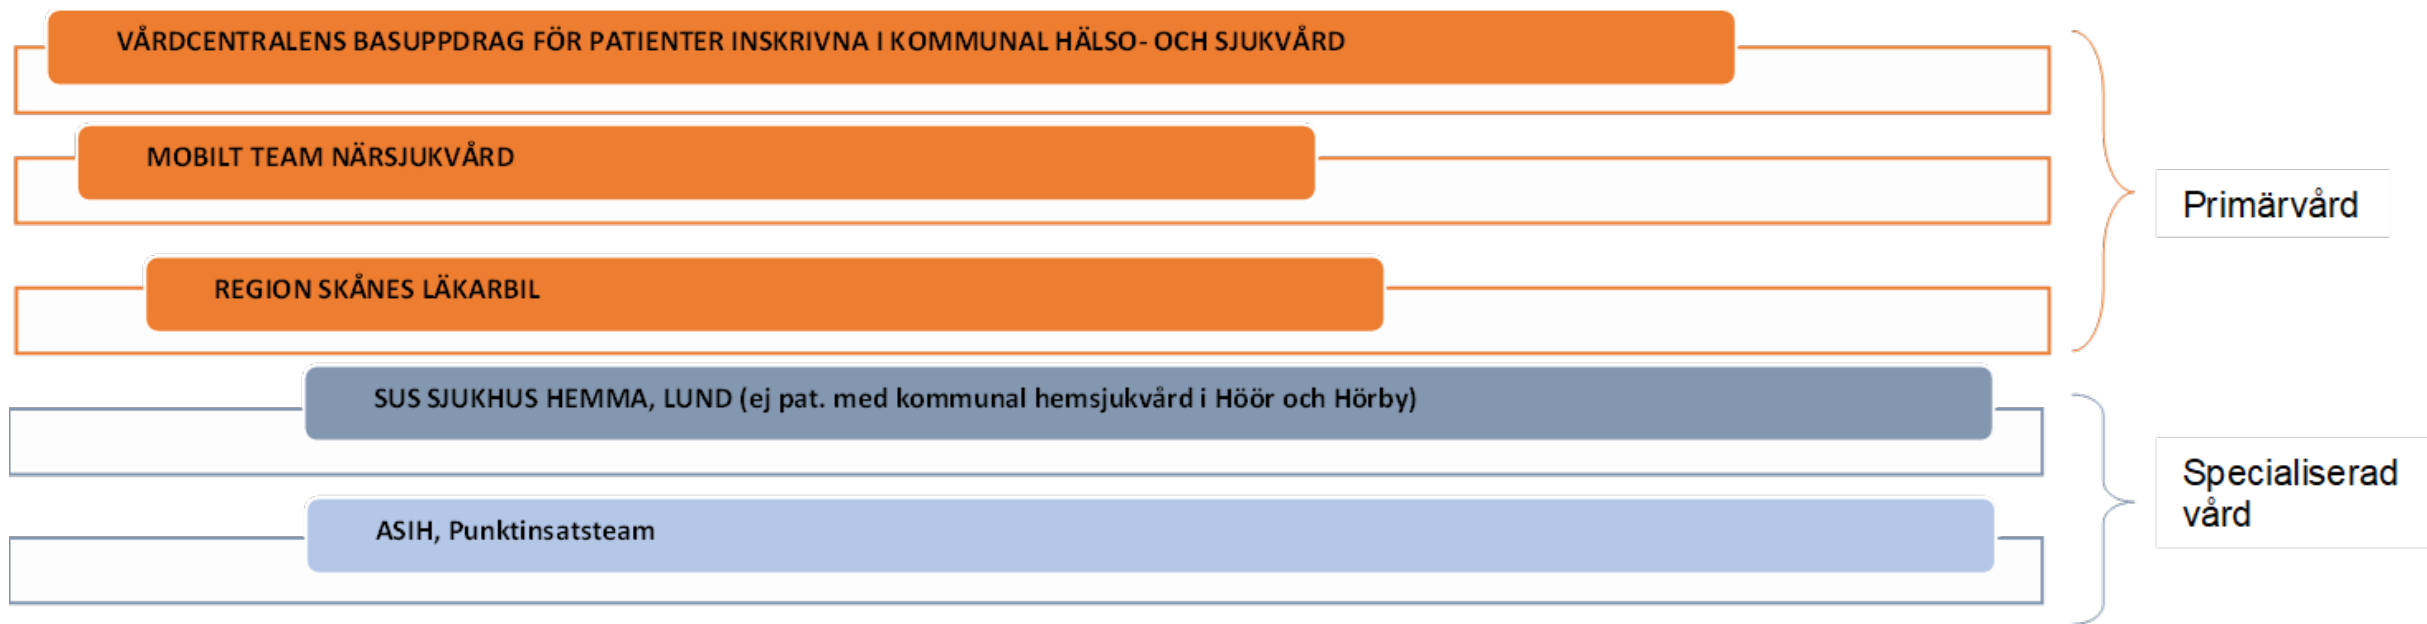 VÅRDCENTRALENS BASUPPDRAG FÖR PATIENTER INSKRIVNA I KOMMUNAL HÄLSO- OCH SJUKVÅRD
MOBILT TEAM NÄRSJUKVÅRD
REGION SKÅNES LÄKARBIL
Primärvård
SUS SJUKHUS HEMMA, LUND (ej pat. med kommunal hemsjukvård i Höör och Hörby)
ASIH, Punktinsatsteam
Specialiserad
vård